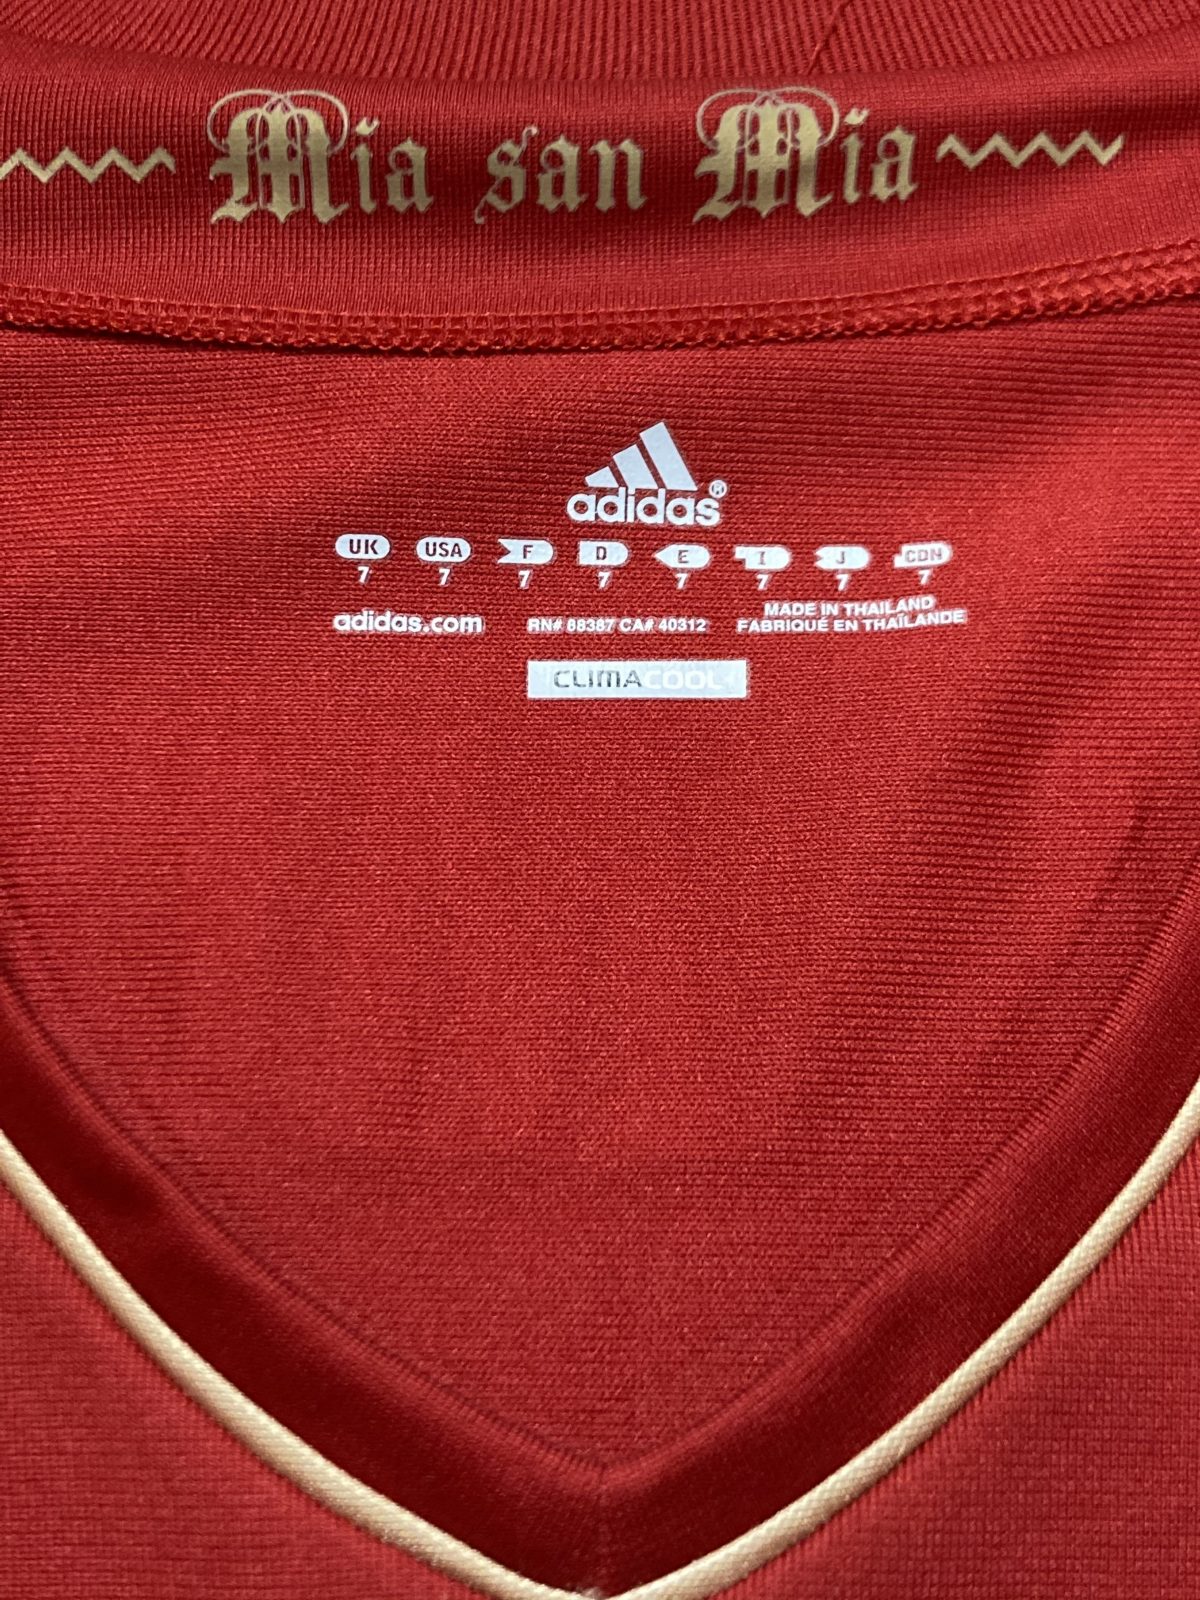 Mia san Mia
adidas®
UK USA F D E I J CDN
7 7 7 7 7 7 7 7
adidas.com RN# 88387 CA# 40312 MADE IN THAILAND
FABRIQUÉ EN THAÏLANDE
CLIMACOOL